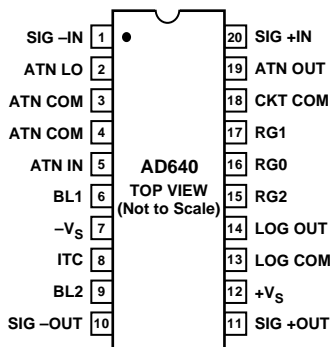 SIG –IN 1
20 SIG +IN
ATN LO 2
19 ATN OUT
ATN COM 3
18 CKT COM
ATN COM 4
17 RG1
ATN IN 5
16 RG0
BL1 6
15 RG2
–VS 7
14 LOG OUT
ITC 8
13 LOG COM
BL2 9
12 +VS
SIG –OUT 10
11 SIG +OUT
AD640
TOP VIEW
(Not to Scale)